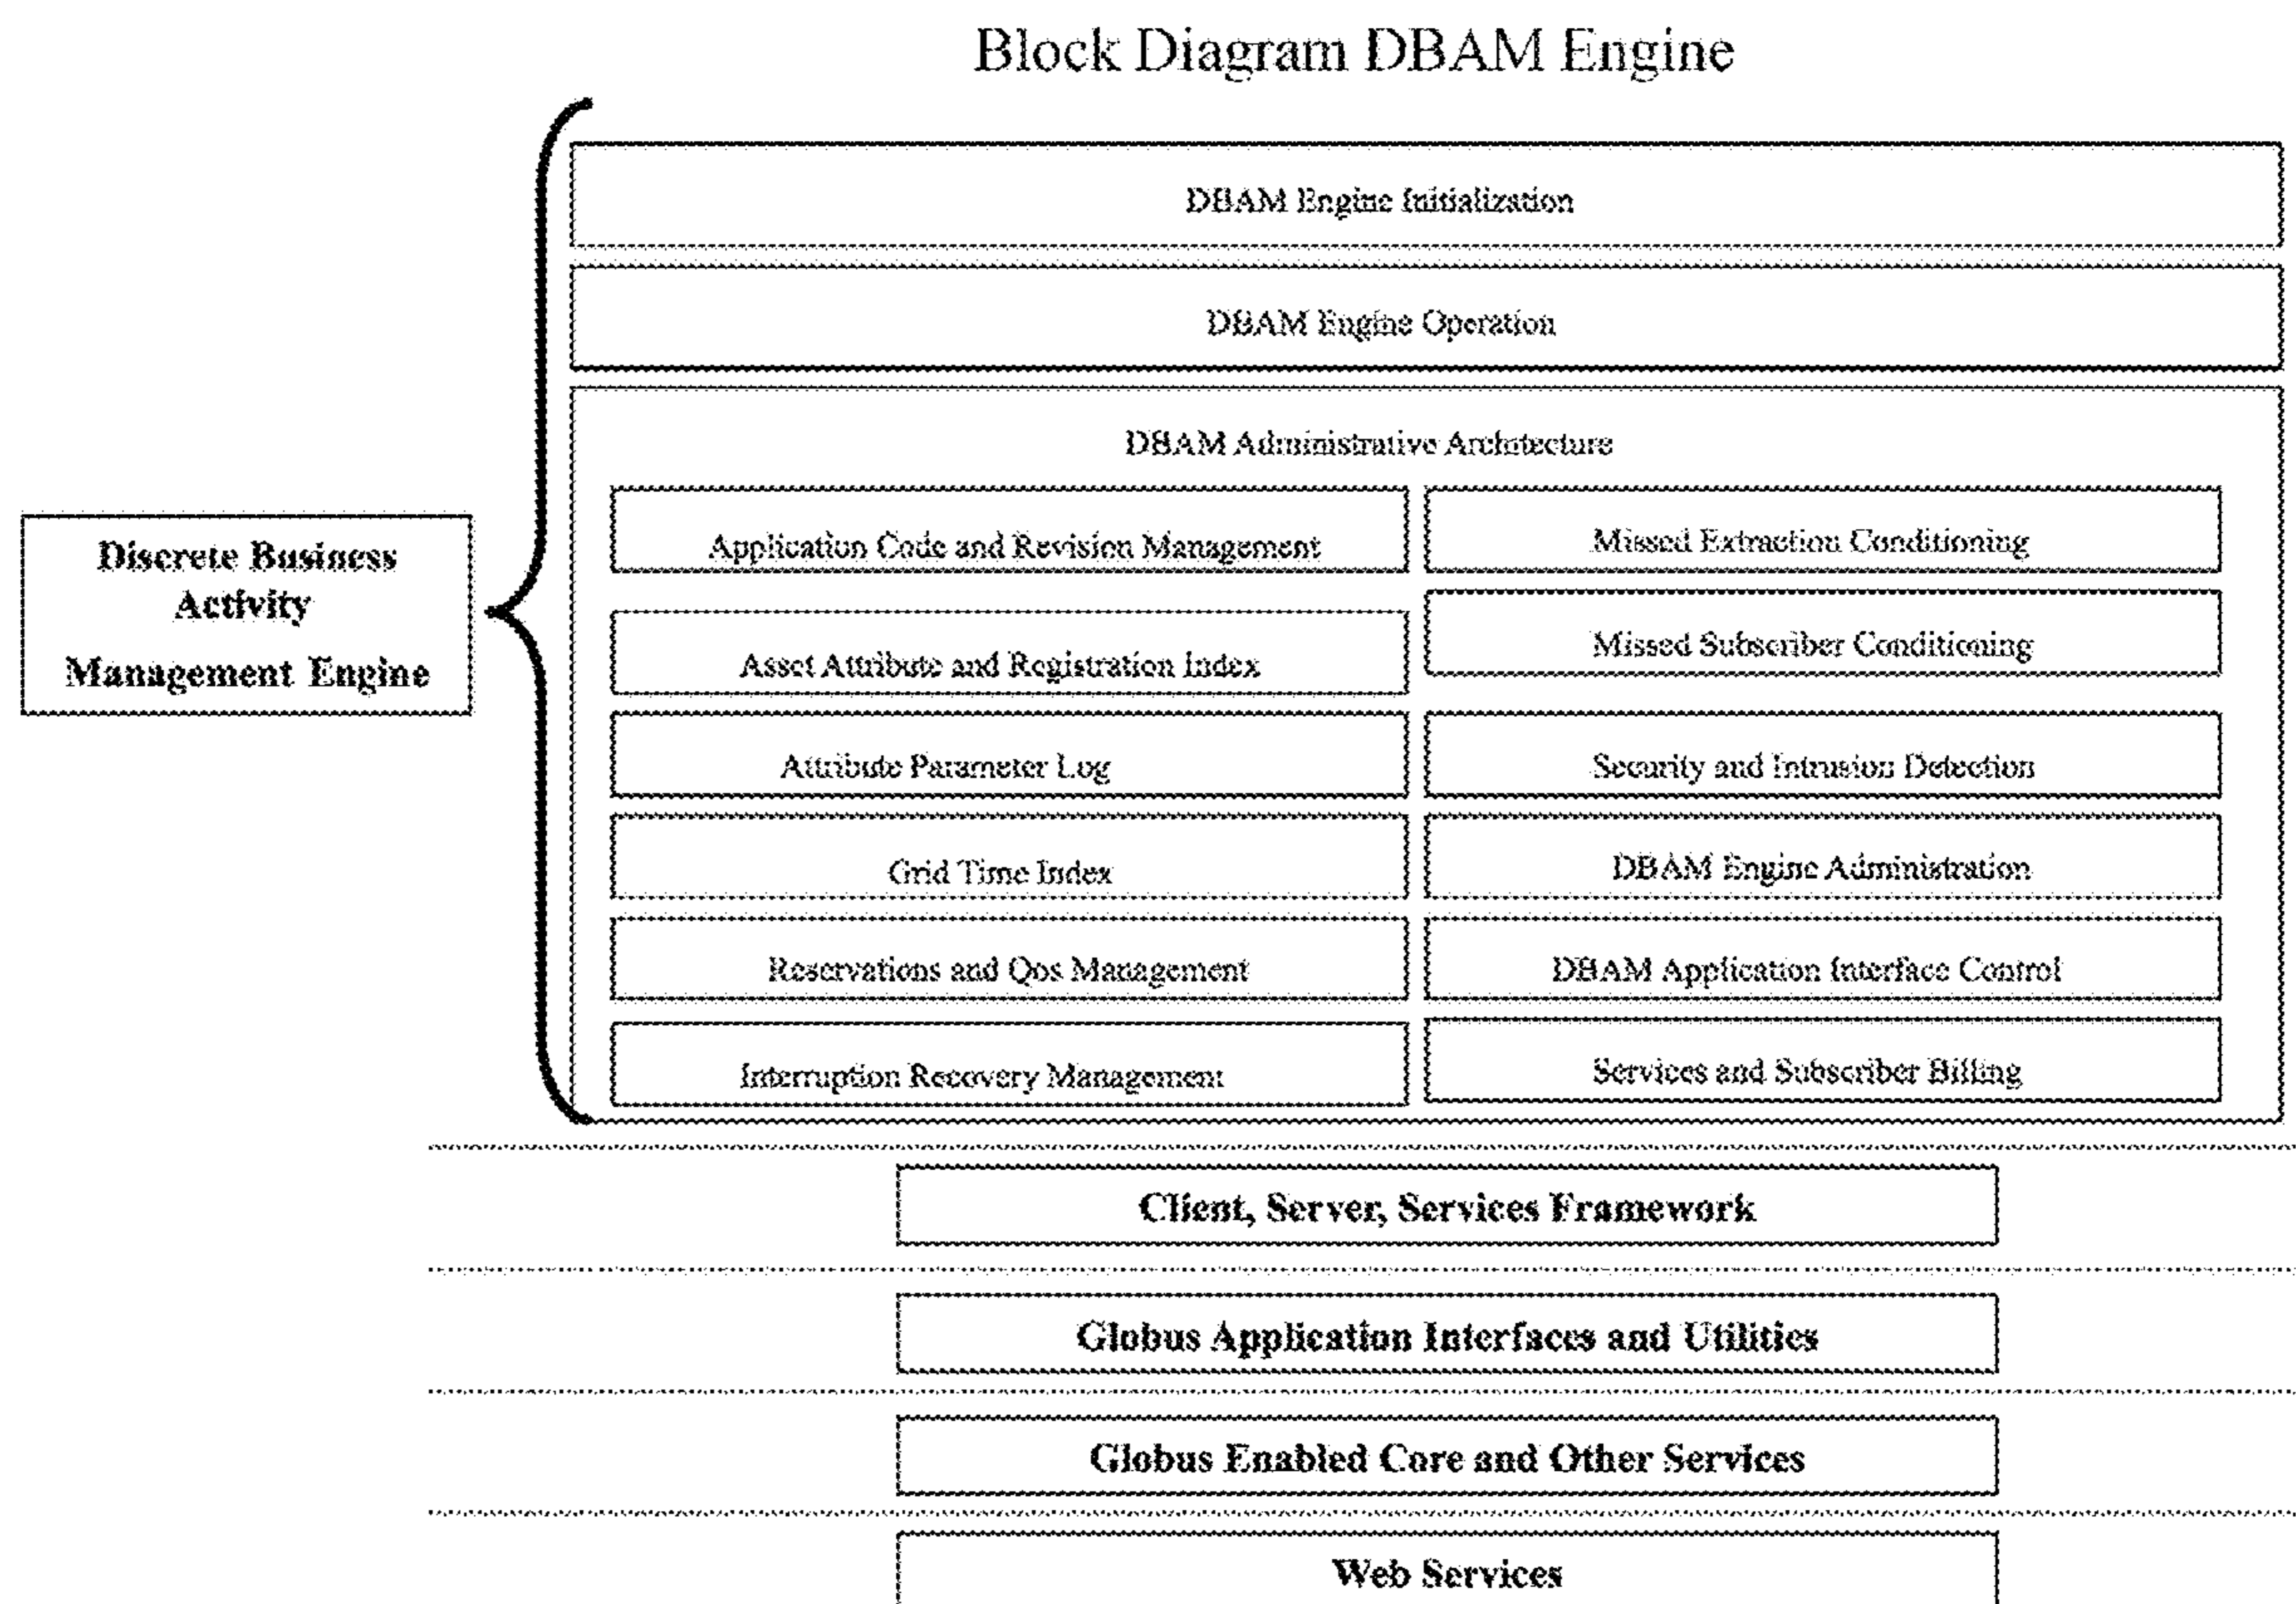 Block Diagram DBAM Engine
DBAM Engine Initialization
DBAM Engine Operation
DBAM Administrative Architecture
Application Code and Revision Management
Missed Extraction Conditioning
Discrete Business
Activity
Management Engine
Asset Attribute and Registration Index
Missed Subscriber Conditioning
Attribute Parameter Log
Security and Intrusion Detection
Grid Time Index
DBAM Engine Administration
Reservations and Qos Management
DBAM Application Interface Control
Interruption Recovery Management
Services and Subscriber Billing
Client, Server, Services Framework
Globus Application Interfaces and Utilities
Globus Enabled Core and Other Services
Web Services